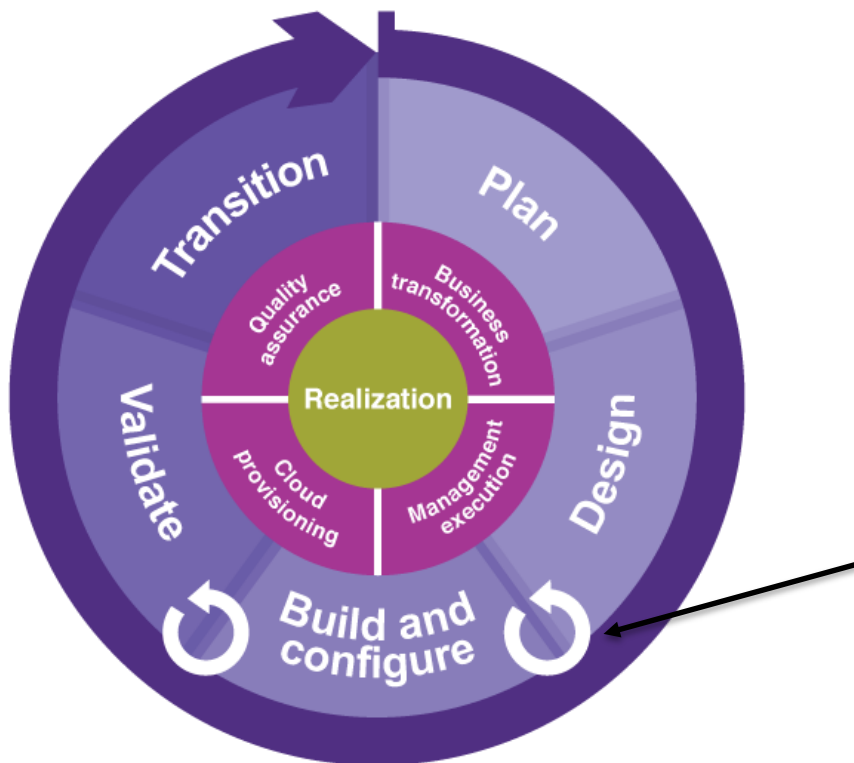 Transition
Plan
Quality
assurance
Business
transformation
Realization
Validate
Design
Cloud
provisioning
Management
execution
Build and
configure